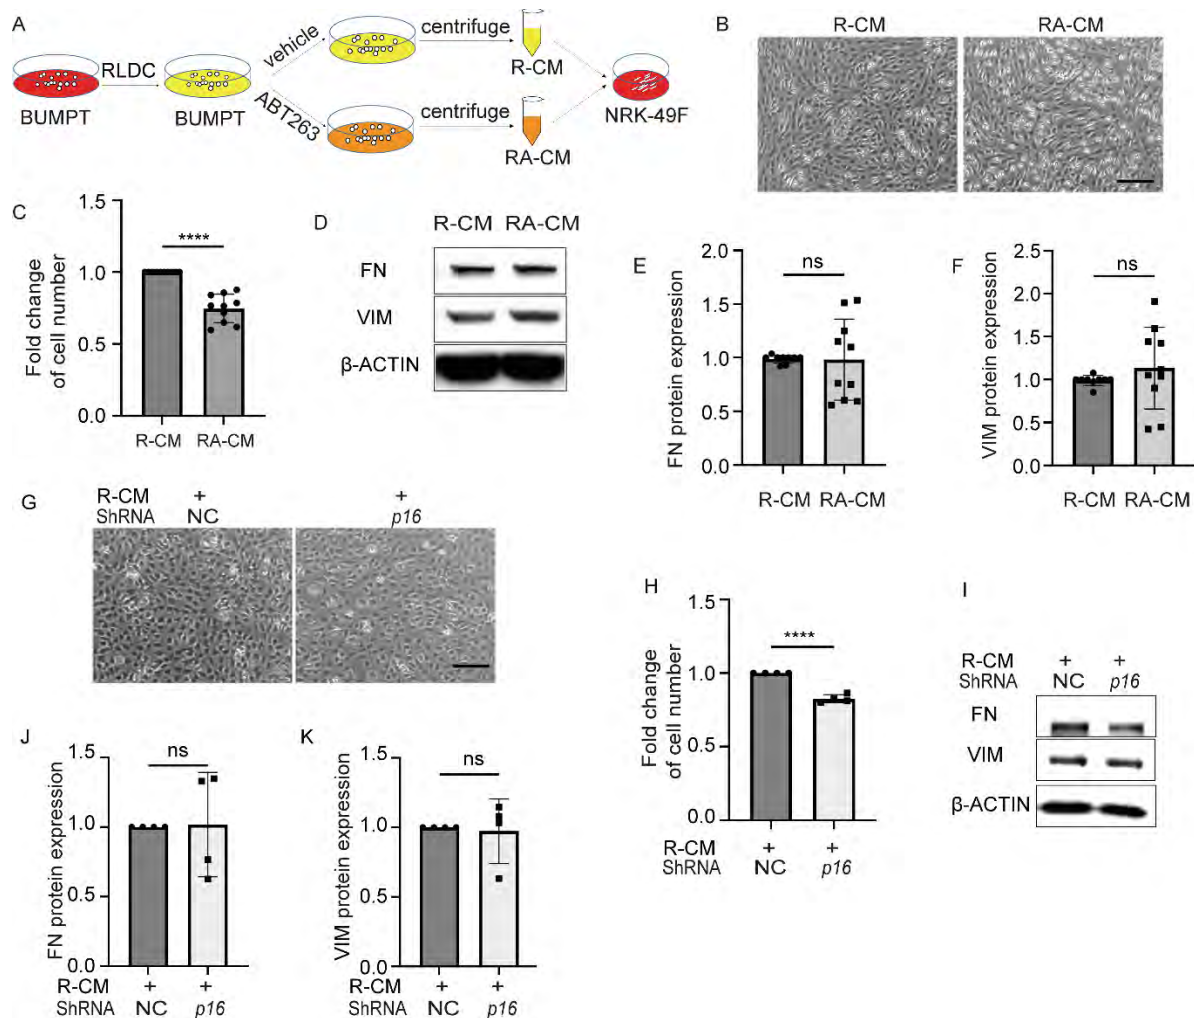 A
RLDC
BUMPT
BUMPT
vehicle
ABT263
centrifuge
R-CM
centrifuge
RA-CM
NRK-49F
B
R-CM
RA-CM
C
Fold change
of cell number
1.5
1.0
0.5
0.0
****
R-CM
RA-CM
D
R-CM RA-CM
FN
VIM
β-ACTIN
E
FN protein expression
2.0
1.5
1.0
0.5
0.0
ns
R-CM
RA-CM
F
VIM protein expression
2.5
2.0
1.5
1.0
0.5
0.0
ns
R-CM
RA-CM
G
R-CM + +
ShRNA NC p16
H
Fold change
of cell number
1.5
1.0
0.5
0.0
****
R-CM + +
ShRNA NC p16
I
R-CM + +
ShRNA NC p16
FN
VIM
β-ACTIN
J
FN protein expression
1.5
1.0
0.5
0.0
ns
R-CM + +
ShRNA NC p16
K
VIM protein expression
1.5
1.0
0.5
0.0
ns
R-CM + +
ShRNA NC p16